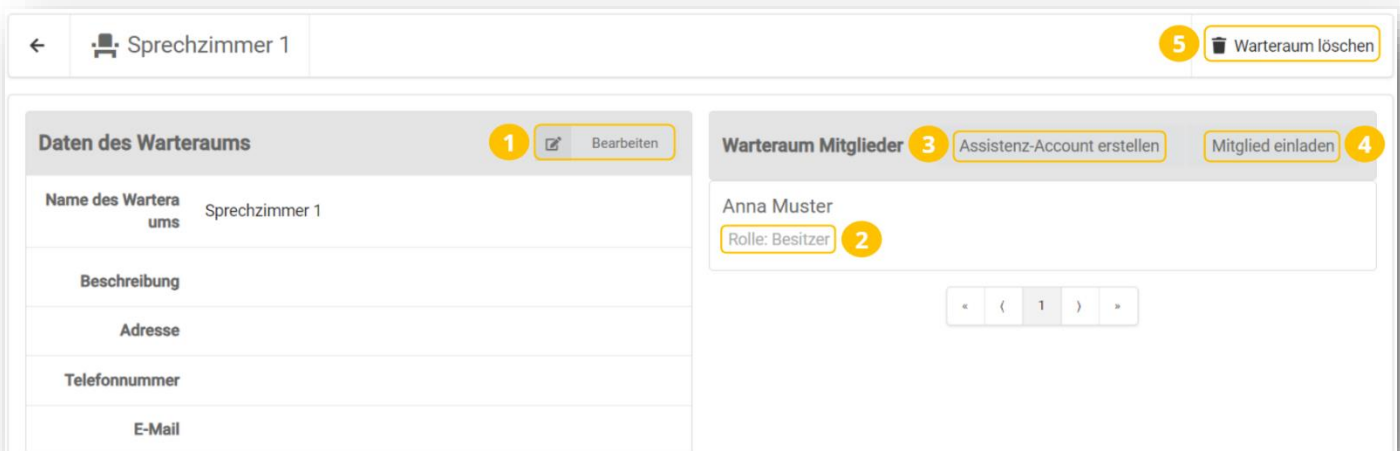 Sprechzimmer 1
5 Warteraum löschen
Daten des Warteraums
1 Bearbeiten
Name des Wartera
ums
Sprechzimmer 1
Beschreibung
Adresse
Telefonnummer
E-Mail
Warteraum Mitglieder 3 Assistenz-Account erstellen Mitglied einladen 4
Anna Muster
Rolle: Besitzer 2
« ⟨ 1 ⟩ »